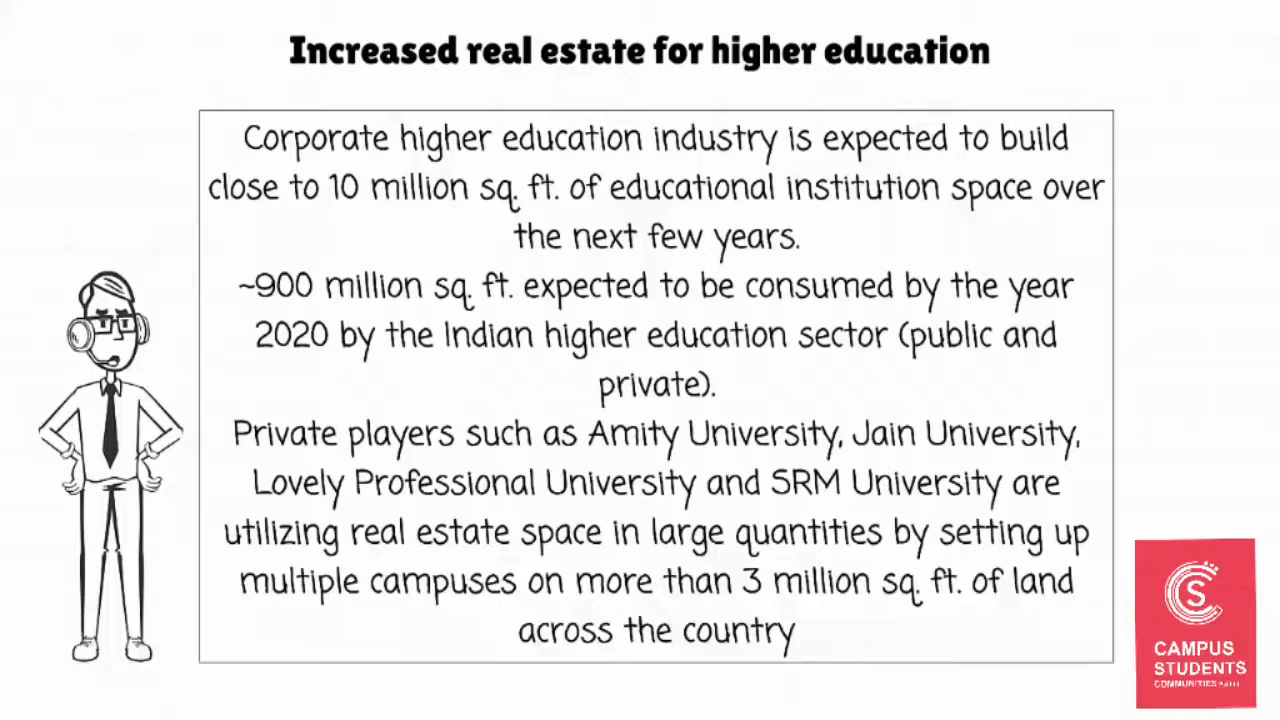 Increased real estate for higher education
Corporate higher education industry is expected to build
close to 10 million sq. ft. of educational institution space over
the next few years.
~900 million sq. ft. expected to be consumed by the year
2020 by the Indian higher education sector (public and
private).
Private players such as Amity University, Jain University,
Lovely Professional University and SRM University are
utilizing real estate space in large quantities by setting up
multiple campuses on more than 3 million sq. ft. of land
across the country
CAMPUS
STUDENTS
COMMUNITIES